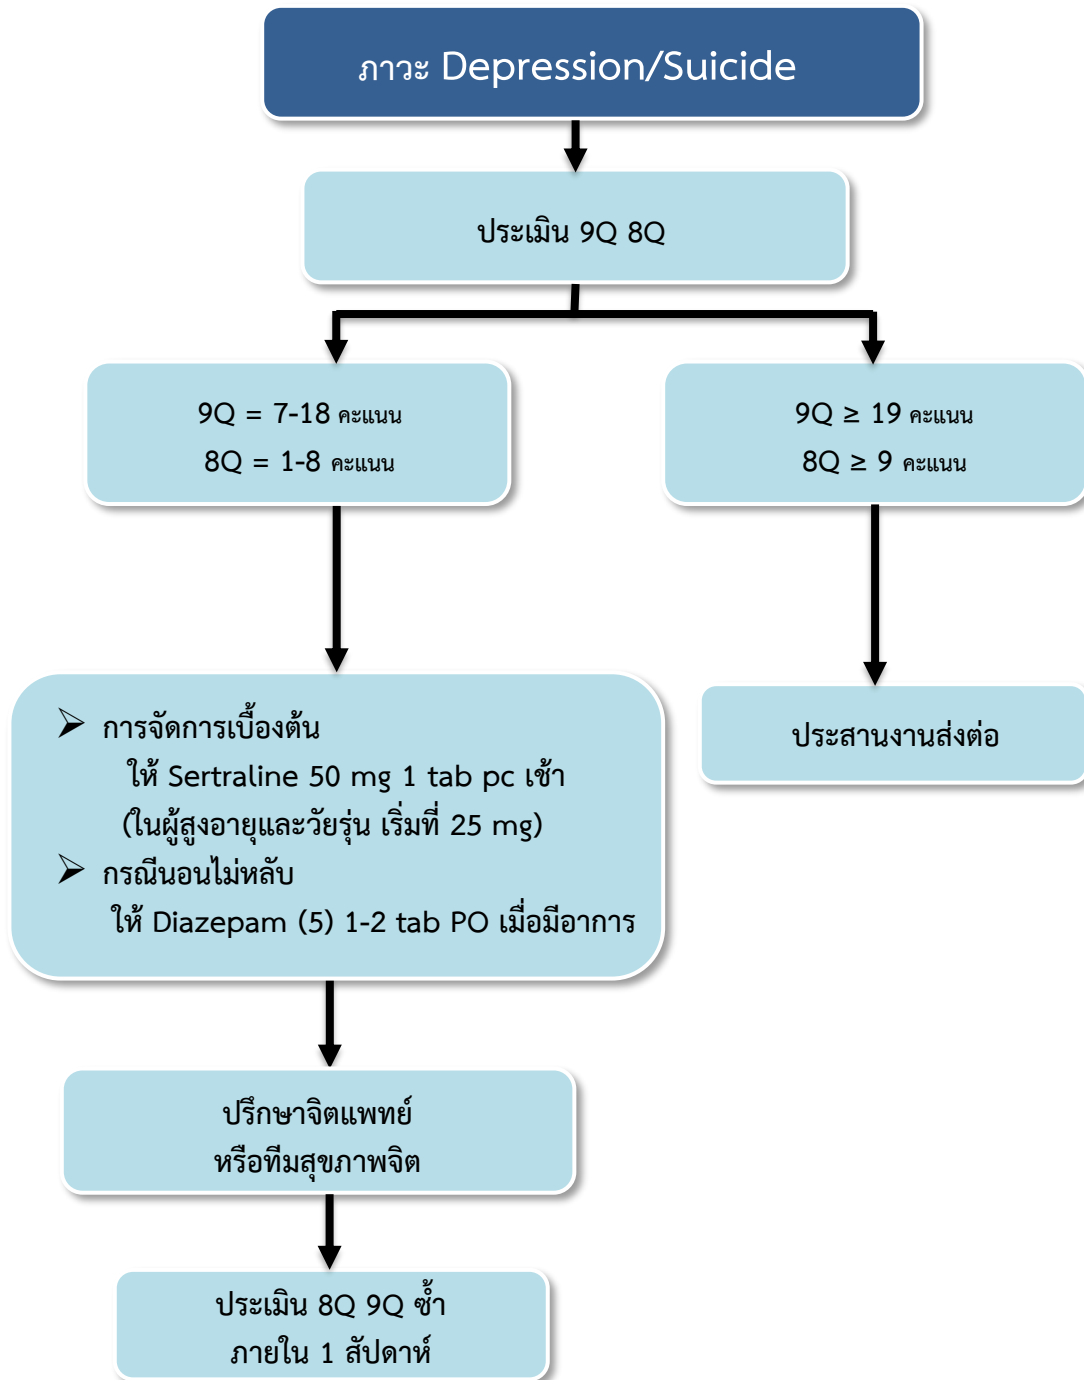 ภาวะ Depression/Suicide
ประเมิน 9Q 8Q
9Q = 7-18 คะแนน
8Q = 1-8 คะแนน
9Q ≥ 19 คะแนน
8Q ≥ 9 คะแนน
➢ การจัดการเบื้องต้น
ให้ Sertraline 50 mg 1 tab pc เช้า
(ในผู้สูงอายุและวัยรุ่น เริ่มที่ 25 mg)
➢ กรณีนอนไม่หลับ
ให้ Diazepam (5) 1-2 tab PO เมื่อมีอาการ
ประสานงานส่งต่อ
ปรึกษาจิตแพทย์
หรือทีมสุขภาพจิต
ประเมิน 8Q 9Q ซ้ำ
ภายใน 1 สัปดาห์